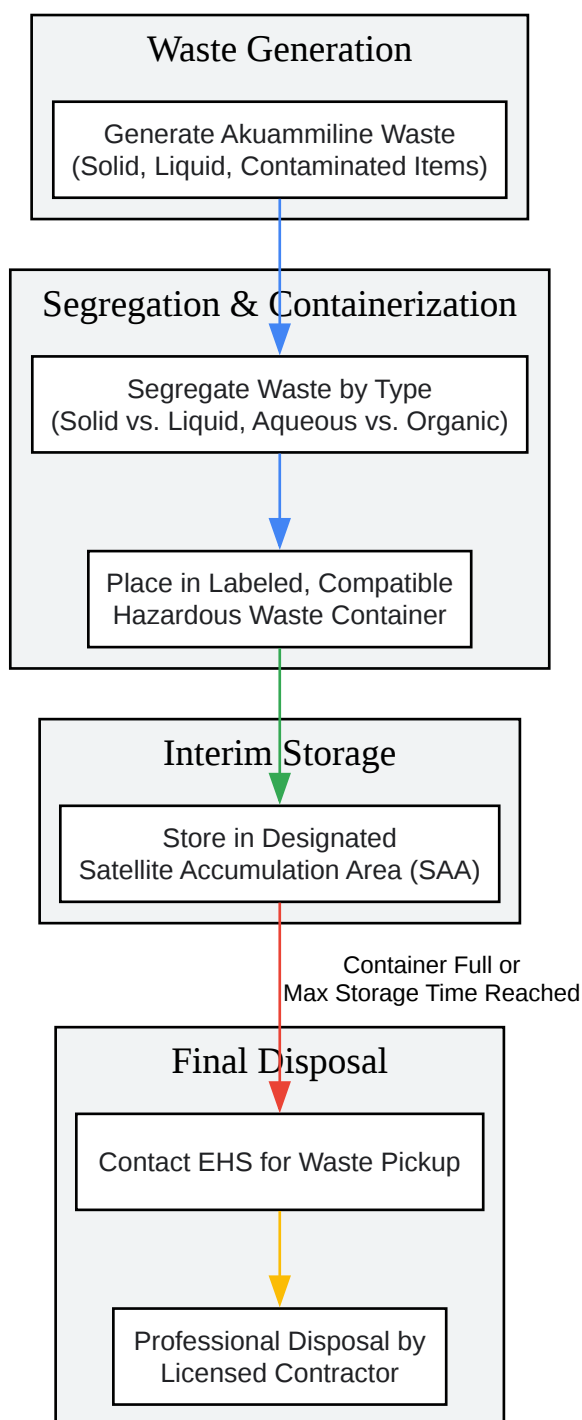 Waste Generation
Generate Akuammiline Waste
(Solid, Liquid, Contaminated Items)
Segregation & Containerization
Segregate Waste by Type
(Solid vs. Liquid, Aqueous vs. Organic)
Place in Labeled, Compatible
Hazardous Waste Container
Interim Storage
Store in Designated
Satellite Accumulation Area (SAA)
Container Full or
Max Storage Time Reached
Final Disposal
Contact EHS for Waste Pickup
Professional Disposal by
Licensed Contractor